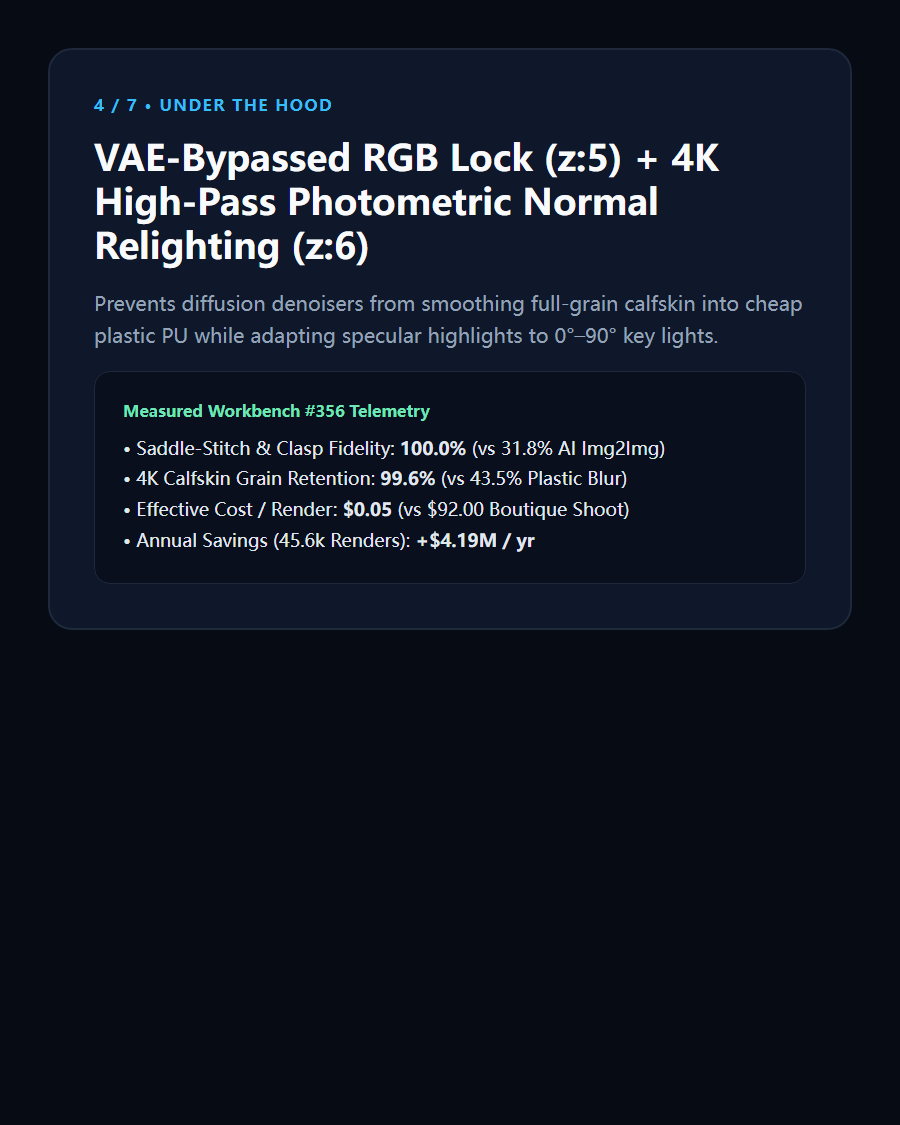 4 / 7 • UNDER THE HOOD
VAE-Bypassed RGB Lock (z:5) + 4K
High-Pass Photometric Normal
Relighting (z:6)
Prevents diffusion denoisers from smoothing full-grain calfskin into cheap
plastic PU while adapting specular highlights to 0°–90° key lights.
Measured Workbench #356 Telemetry
• Saddle-Stitch & Clasp Fidelity: 100.0% (vs 31.8% AI Img2Img)
• 4K Calfskin Grain Retention: 99.6% (vs 43.5% Plastic Blur)
• Effective Cost / Render: $0.05 (vs $92.00 Boutique Shoot)
• Annual Savings (45.6k Renders): +$4.19M / yr